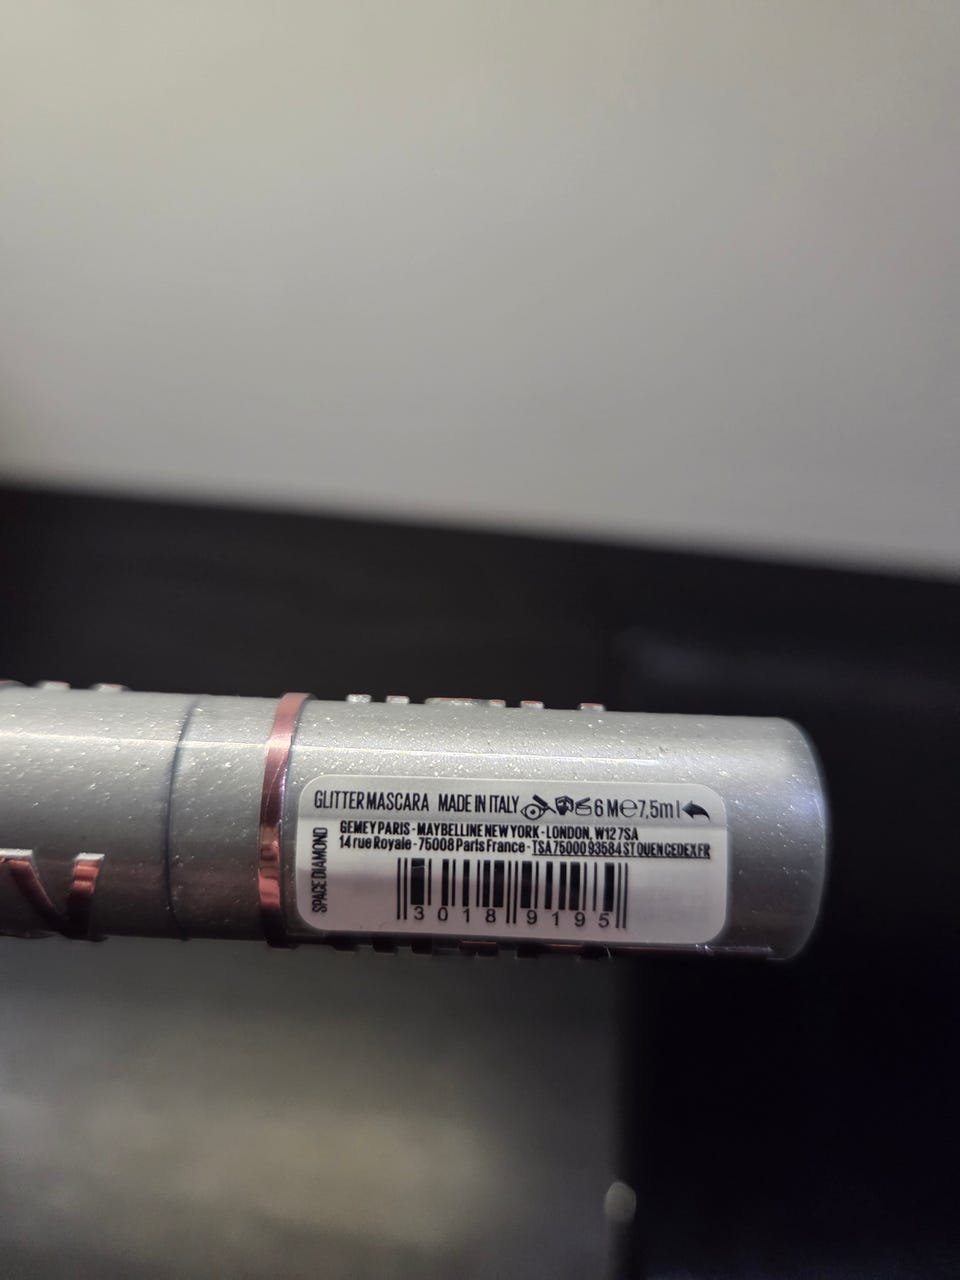 GLITTER MASCARA MADE IN ITALY 6 M℮7,5ml
GEMEY PARIS - MAYBELLINE NEW YORK - LONDON, W12 7SA
14 rue Royale - 75008 Paris France - TSA 75000 93584 ST OUEN CEDEX FR
SPACE DIAMOND
3018 9195